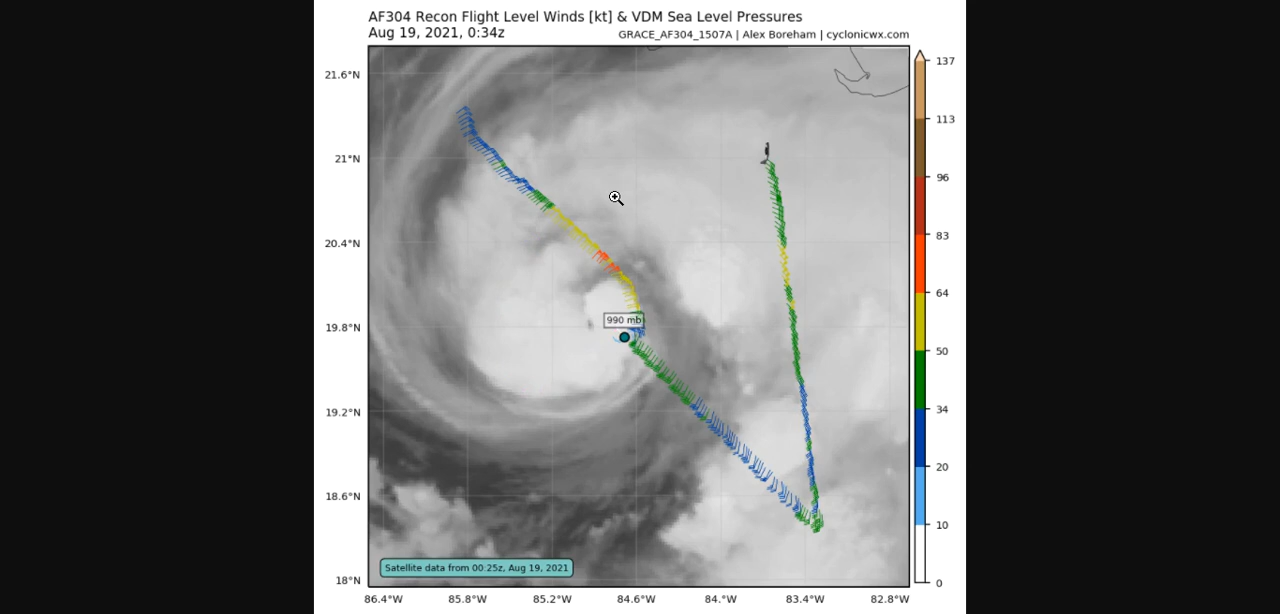 AF304 Recon Flight Level Winds [kt] & VDM Sea Level Pressures
Aug 19, 2021, 0:34z
GRACE_AF304_1507A | Alex Boreham | cyclonicwx.com
21.6°N
21°N
20.4°N
19.8°N
19.2°N
18.6°N
18°N
990 mb
Satellite data from 00:25z, Aug 19, 2021
86.4°W
85.8°W
85.2°W
84.6°W
84°W
83.4°W
82.8°W
137
113
96
83
64
50
34
20
10
0